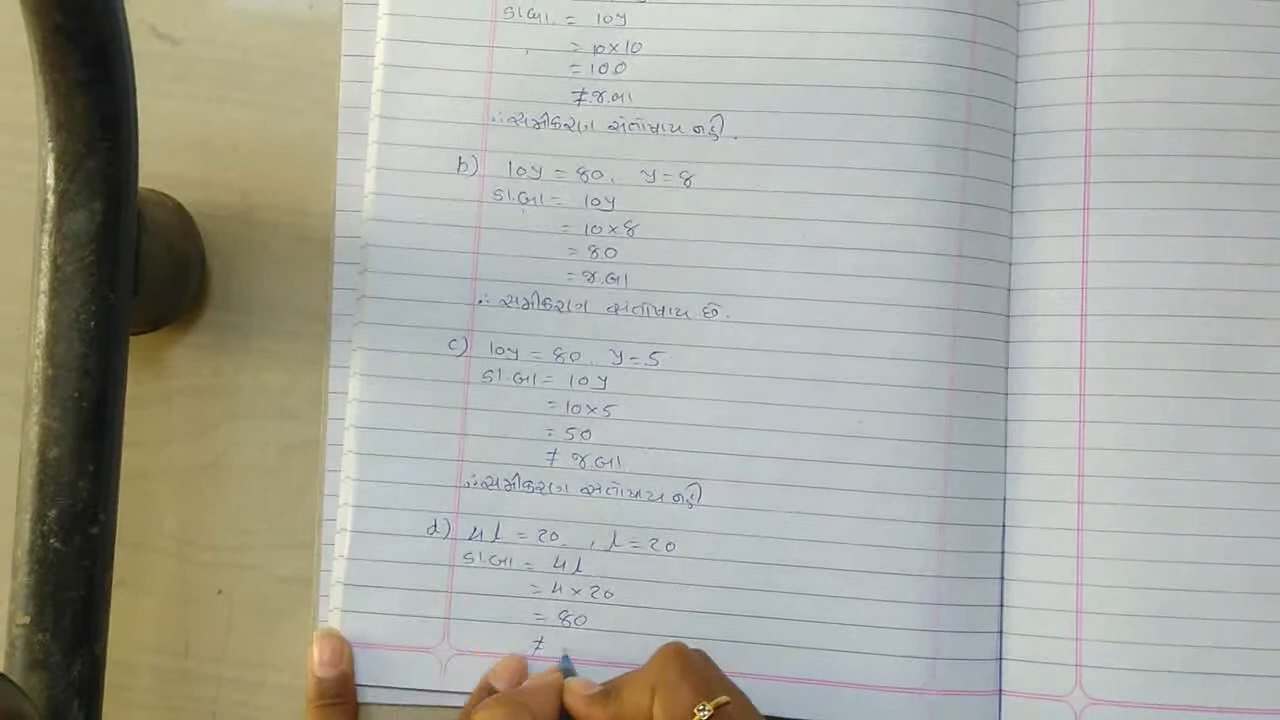 ડા.બા. = 10y
= 10×10
= 100
≠ જ.બા
∴ સમીકરણ સંતોષાય નહી.
b) 10y = 80, y = 8
ડા.બા = 10y
= 10×8
= 80
= જ.બા
∴ સમીકરણ સંતોષાય છે.
c) 10y = 80, y = 5
ડા.બા = 10y
= 10×5
= 50
≠ જ.બા
∴ સમીકરણ સંતોષાય નહી
d) 4l = 20, l = 20
ડા.બા = 4l
= 4×20
= 80
≠